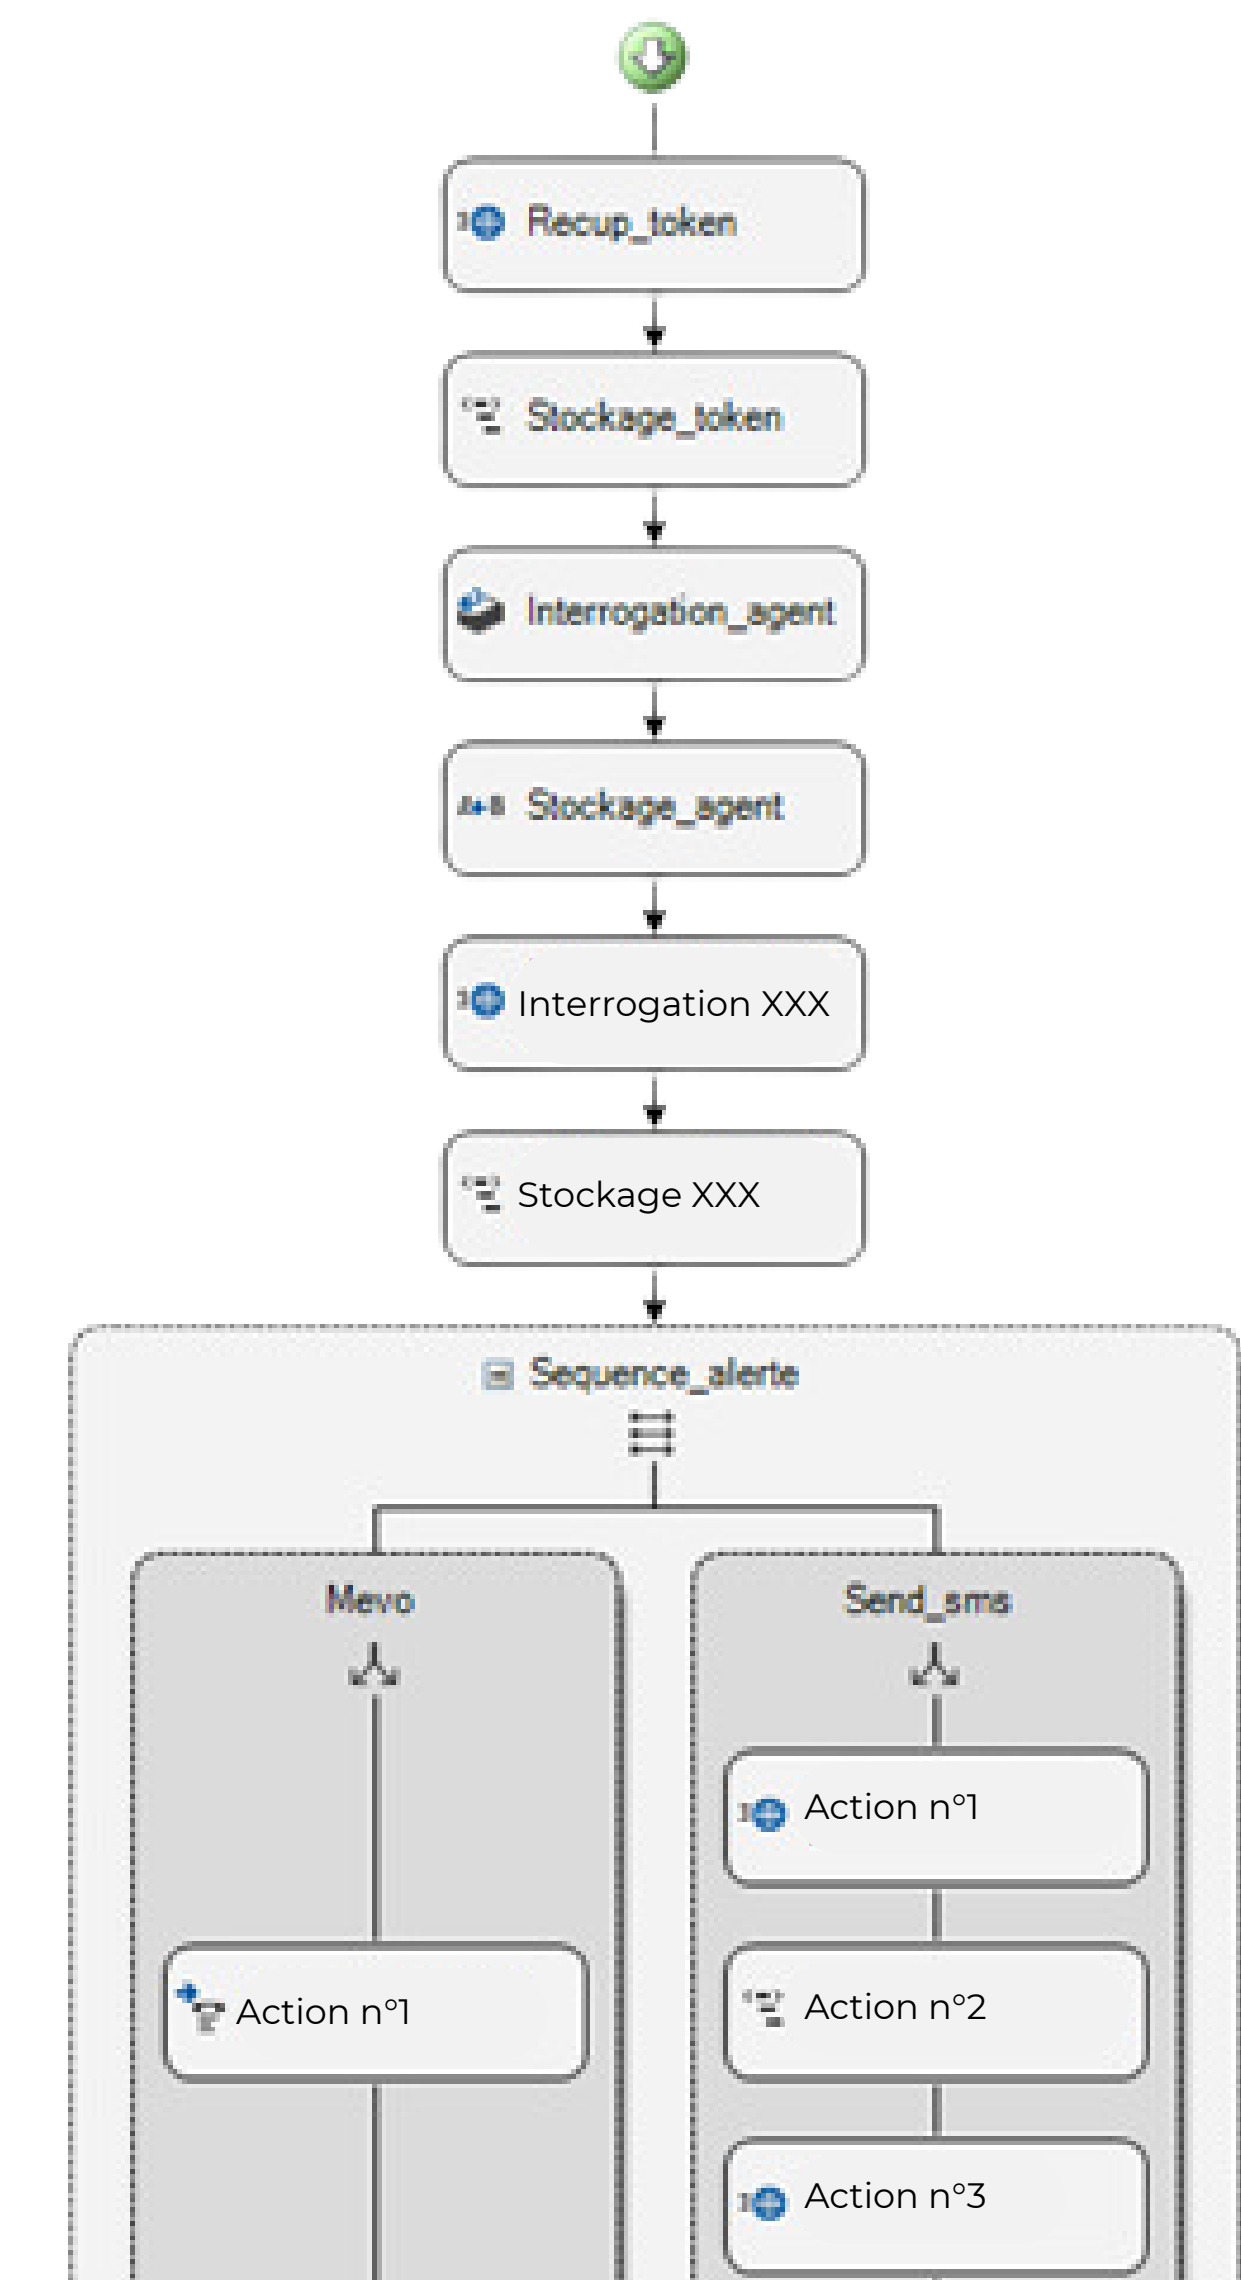 Recup_token
Stockage_token
Interrogation_agent
Stockage_agent
Interrogation XXX
Stockage XXX
Sequence_alerte
Mevo
Send_sms
Action n°1
Action n°1
Action n°2
Action n°3